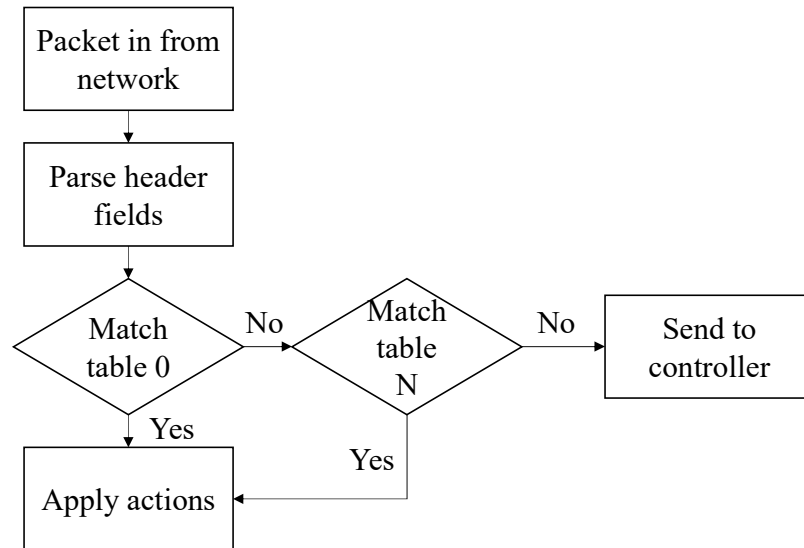 Packet in from
network
Parse header
fields
Match
table 0
No
Match
table
N
No
Send to
controller
Yes
Yes
Apply actions